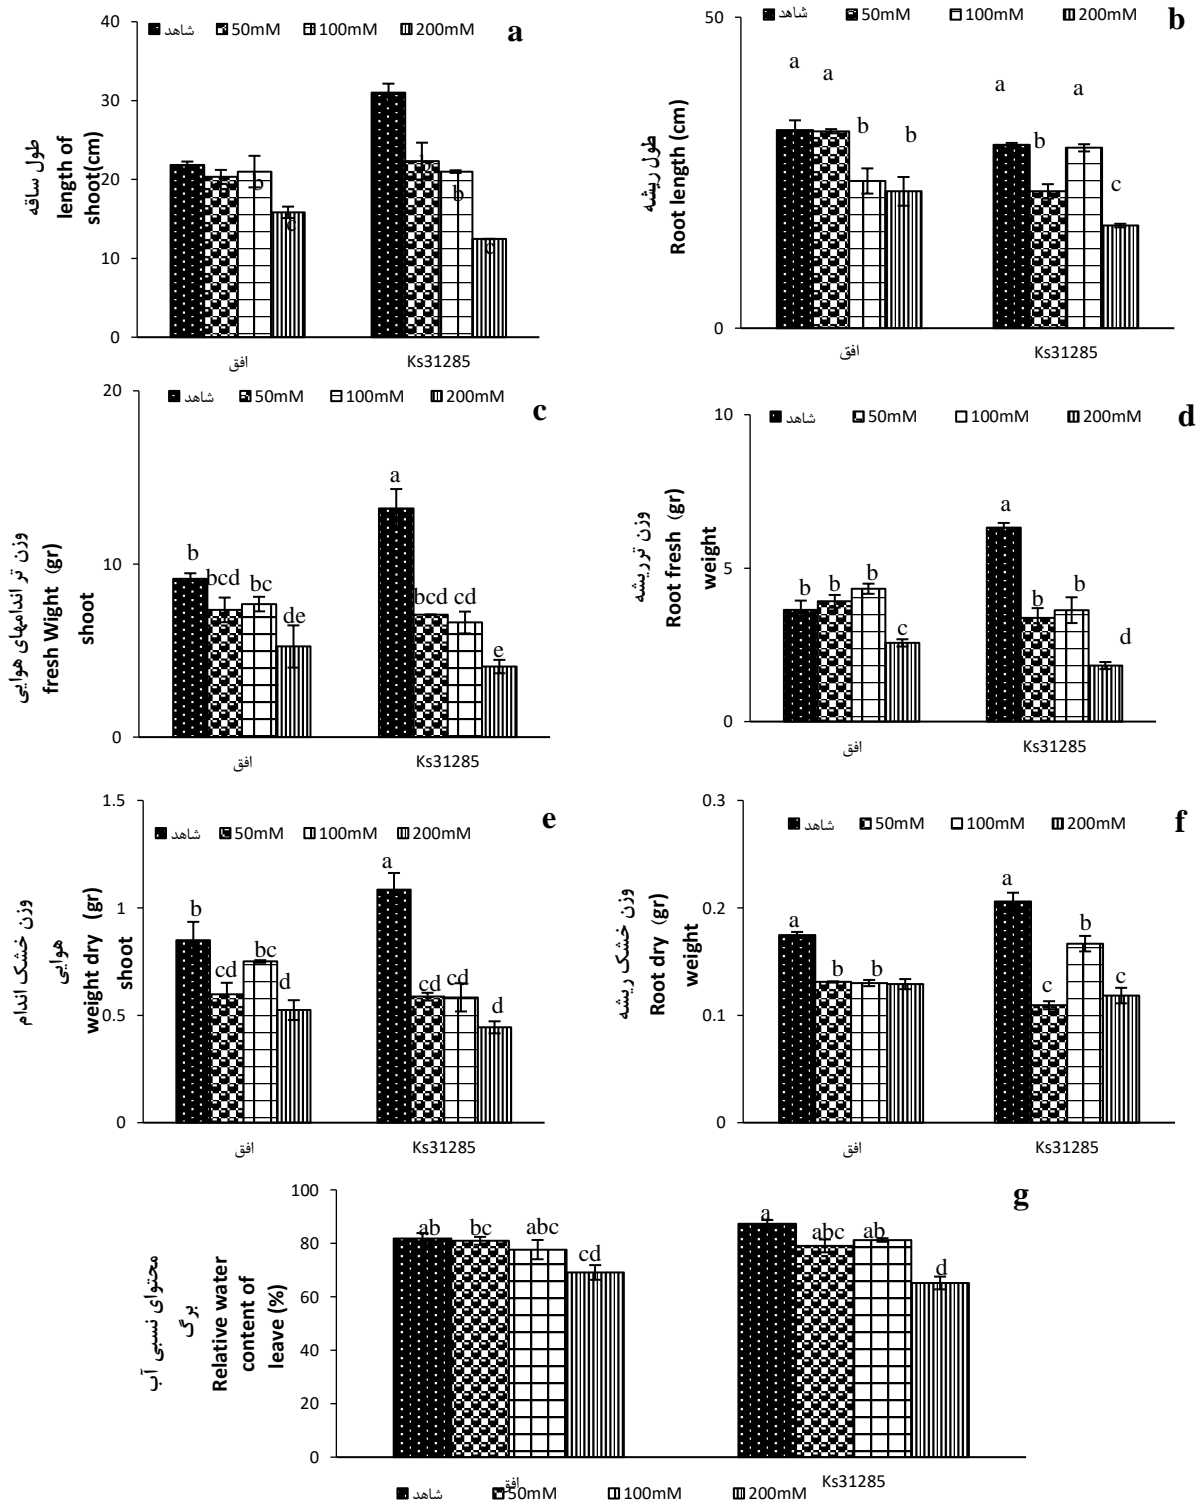 شاهد 50mM 100mM 200mM
a
40
30
20
10
0
طول ساقه
length of
shoot(cm)
b
b
b
c
c
افق Ks31285
شاهد 50mM 100mM 200mM
b
50
0
طول ریشه
Root length (cm)
a a b b a b a c
افق Ks31285
شاهد 50mM 100mM 200mM
c
20
10
0
وزن تر اندامهای هوایی
fresh Wight (gr)
shoot
b bcd bc de a bcd cd e
افق Ks31285
شاهد 50mM 100mM 200mM
d
10
5
0
وزن ترریشه
Root fresh (gr)
weight
b b b c a b b d
افق Ks31285
شاهد 50mM 100mM 200mM
e
1.5
1
0.5
0
وزن خشک اندام
هوایی
weight dry (gr)
shoot
b cd bc d a cd cd d
افق Ks31285
شاهد 50mM 100mM 200mM
f
0.3
0.2
0.1
0
وزن خشک ریشه
Root dry (gr)
weight
a b b a c b c
افق Ks31285
g
100
80
60
40
20
0
محتوای نسبی آب
برگ
Relative water
content of
leave (%)
ab bc abc cd a abc ab d
افق Ks31285
شاهد 50mM 100mM 200mM